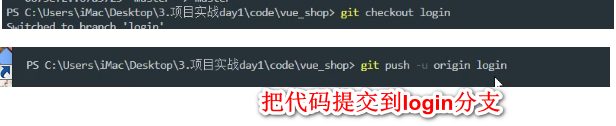 PS C:\Users\iMac\Desktop\3.项目实战day1\code\vue_shop> git checkout login
Switched to branch 'login'
PS C:\Users\iMac\Desktop\3.项目实战day1\code\vue_shop> git push -u origin login
把代码提交到login分支